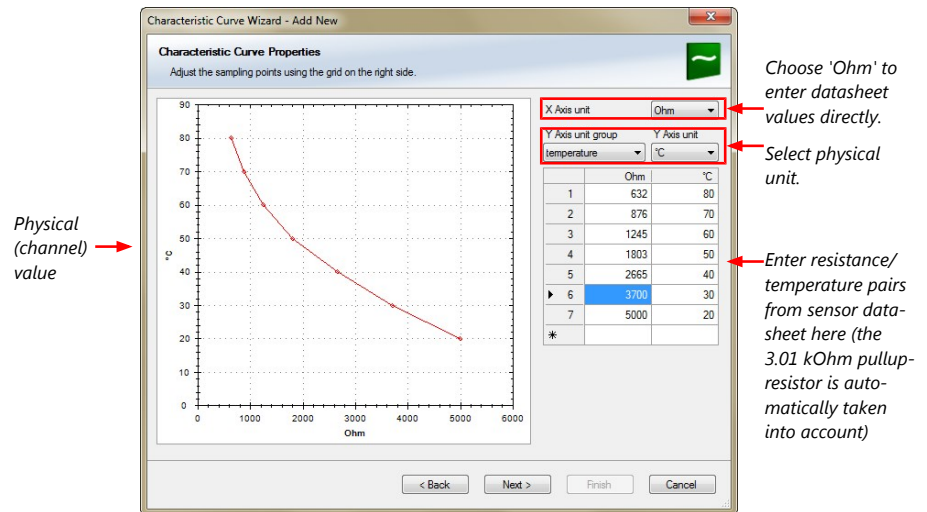 Characteristic Curve Wizard - Add New
Characteristic Curve Properties
Adjust the sampling points using the grid on the right side.
Physical
(channel)
value
90
80
70
60
50
40
30
20
10
0
°C
0 1000 2000 3000 4000 5000 6000
Ohm
X Axis unit Ohm
Y Axis unit group Y Axis unit
temperature °C
Ohm °C
1 632 80
2 876 70
3 1245 60
4 1803 50
5 2665 40
6 3700 30
7 5000 20
Choose 'Ohm' to
enter datasheet
values directly.
Select physical
unit.
Enter resistance/
temperature pairs
from sensor data-
sheet here (the
3.01 kOhm pullup-
resistor is auto-
matically taken
into account)
< Back Next > Finish Cancel